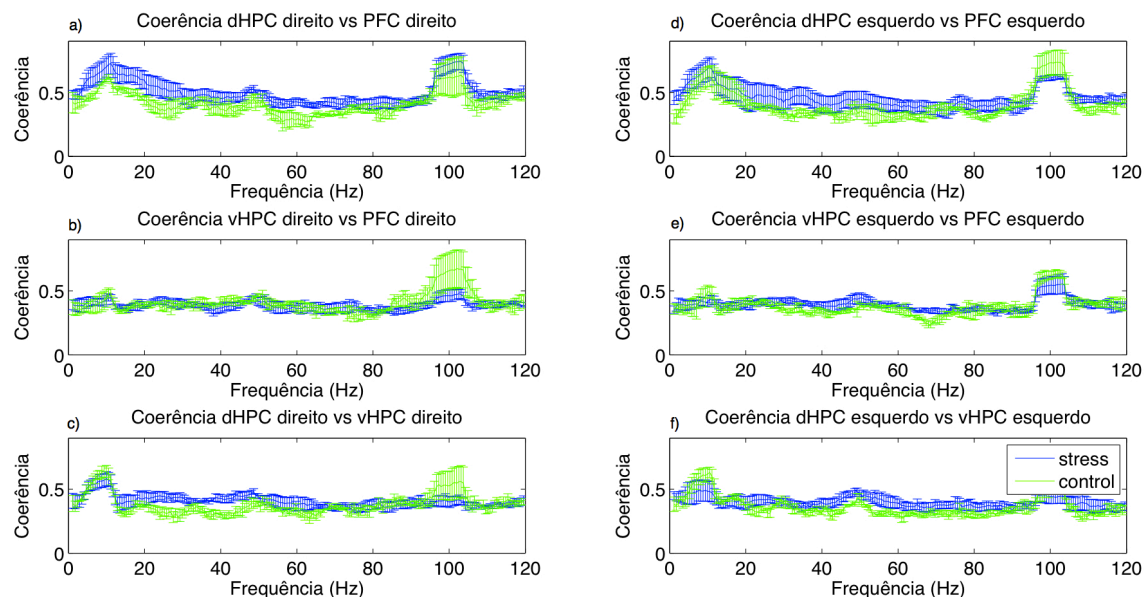 a) Coerência dHPC direito vs PFC direito
Coerência
0.5
0
0 20 40 60 80 100 120
Frequência (Hz)
b) Coerência vHPC direito vs PFC direito
Coerência
0.5
0
0 20 40 60 80 100 120
Frequência (Hz)
c) Coerência dHPC direito vs vHPC direito
Coerência
0.5
0
0 20 40 60 80 100 120
Frequência (Hz)
d) Coerência dHPC esquerdo vs PFC esquerdo
Coerência
0.5
0
0 20 40 60 80 100 120
Frequência (Hz)
e) Coerência vHPC esquerdo vs PFC esquerdo
Coerência
0.5
0
0 20 40 60 80 100 120
Frequência (Hz)
f) Coerência dHPC esquerdo vs vHPC esquerdo
Coerência
0.5
0
0 20 40 60 80 100 120
Frequência (Hz)
stress
control